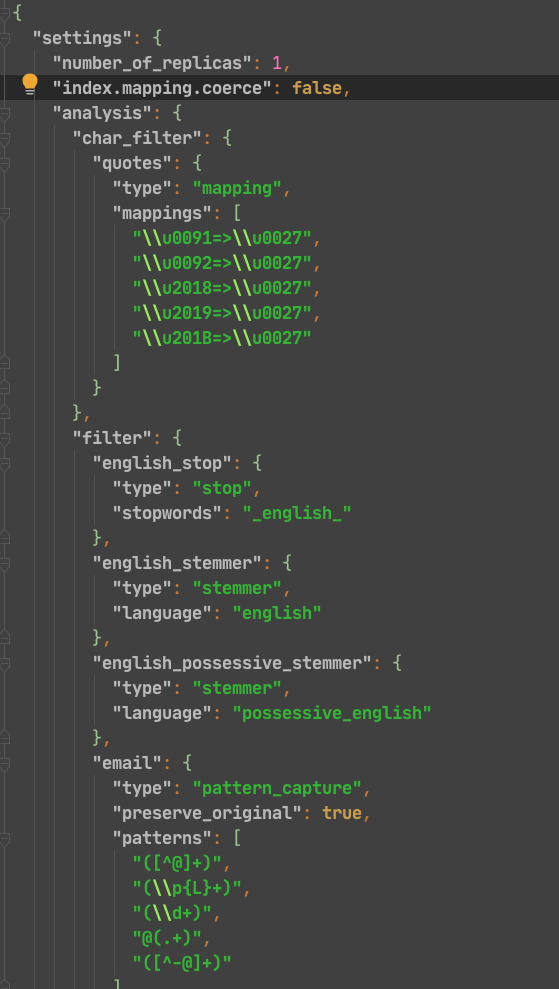 {
"settings": {
"number_of_replicas": 1,
"index.mapping.coerce": false,
"analysis": {
"char_filter": {
"quotes": {
"type": "mapping",
"mappings": [
"\\u0091=>\\u0027",
"\\u0092=>\\u0027",
"\\u2018=>\\u0027",
"\\u2019=>\\u0027",
"\\u201B=>\\u0027"
]
}
},
"filter": {
"english_stop": {
"type": "stop",
"stopwords": "_english_"
},
"english_stemmer": {
"type": "stemmer",
"language": "english"
},
"english_possessive_stemmer": {
"type": "stemmer",
"language": "possessive_english"
},
"email": {
"type": "pattern_capture",
"preserve_original": true,
"patterns": [
"([^@]+)",
"(\\p{L}+)",
"(\\d+)",
"@(.+)",
"([^-@]+)"
]